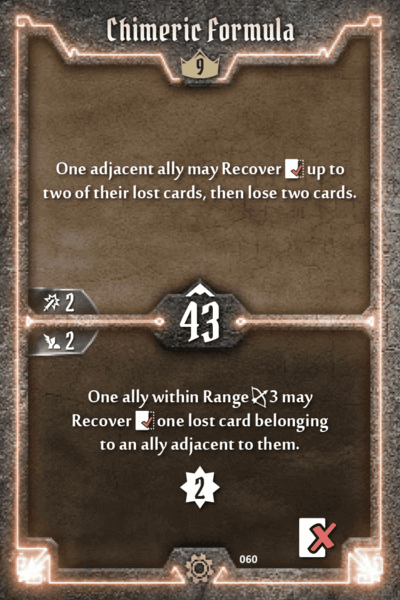 Chimeric Formula
9
One adjacent ally may Recover up to
two of their lost cards, then lose two cards.
2
43
2
One ally within Range 3 may
Recover one lost card belonging
to an ally adjacent to them.
2
060